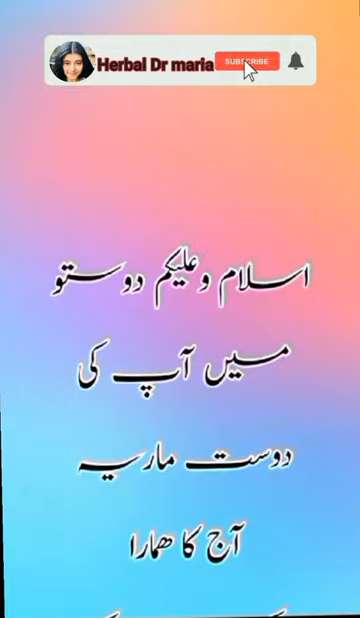 Herbal Dr maria SUBSCRIBE
اسلام وعلیکم دوستو
میں آپ کی
دوست ماریہ
آج کا ھمارا